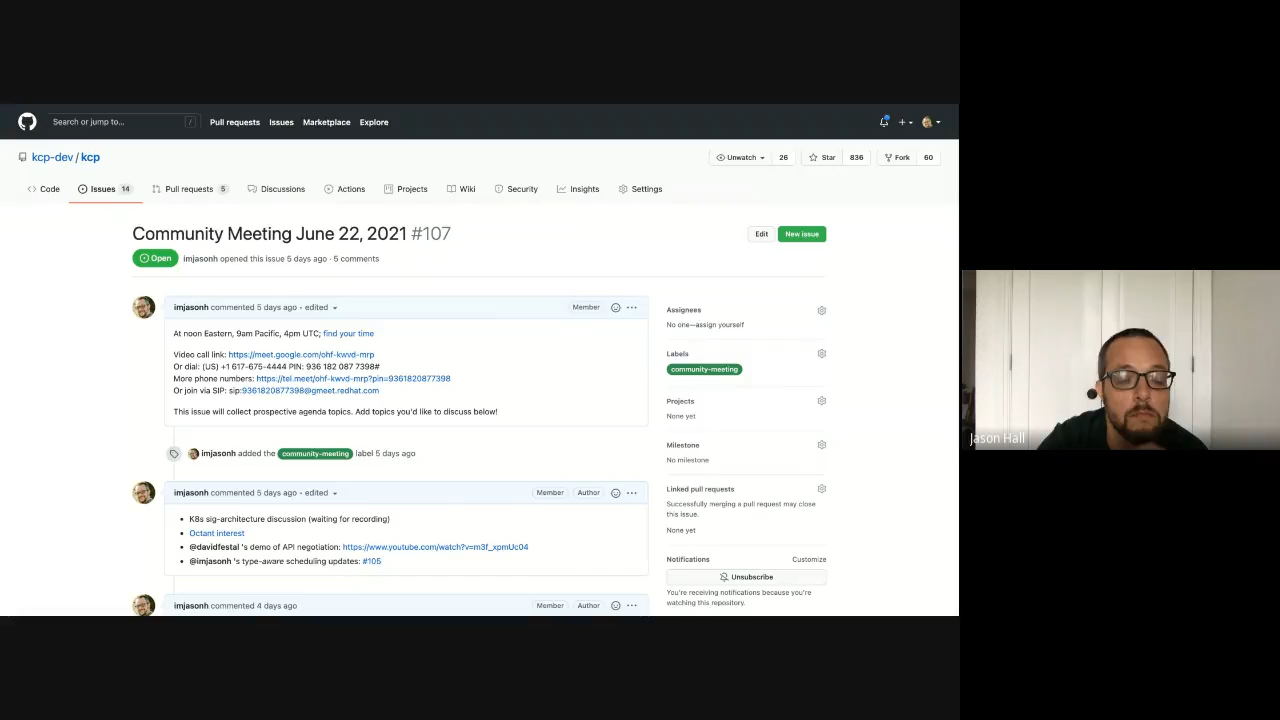 Search or jump to...
/
Pull requests
Issues
Marketplace
Explore
kcp-dev / kcp
Unwatch
26
Star
836
Fork
60
Code
Issues 14
Pull requests 5
Discussions
Actions
Projects
Wiki
Security
Insights
Settings
Community Meeting June 22, 2021 #107
Edit
New issue
Open
imjasonh opened this issue 5 days ago · 5 comments
imjasonh commented 5 days ago • edited
Member
At noon Eastern, 9am Pacific, 4pm UTC; find your time
Video call link: https://meet.google.com/ohf-kwvd-mrp
Or dial: (US) +1 617-675-4444 PIN: 936 182 087 7398#
More phone numbers: https://tel.meet/ohf-kwvd-mrp?pin=9361820877398
Or join via SIP: sip:9361820877398@gmeet.redhat.com
This issue will collect prospective agenda topics. Add topics you'd like to discuss below!
imjasonh added the community-meeting label 5 days ago
imjasonh commented 5 days ago • edited
Member
Author
• K8s sig-architecture discussion (waiting for recording)
• Octant interest
• @davidfestal 's demo of API negotiation: https://www.youtube.com/watch?v=m3f_xpmUc04
• @imjasonh 's type-aware scheduling updates: #105
imjasonh commented 4 days ago
Member
Author
Assignees
No one—assign yourself
Labels
community-meeting
Projects
None yet
Milestone
No milestone
Linked pull requests
Successfully merging a pull request may close
this issue.
None yet
Notifications
Customize
Unsubscribe
You're receiving notifications because you're
watching this repository.
Jason Hall